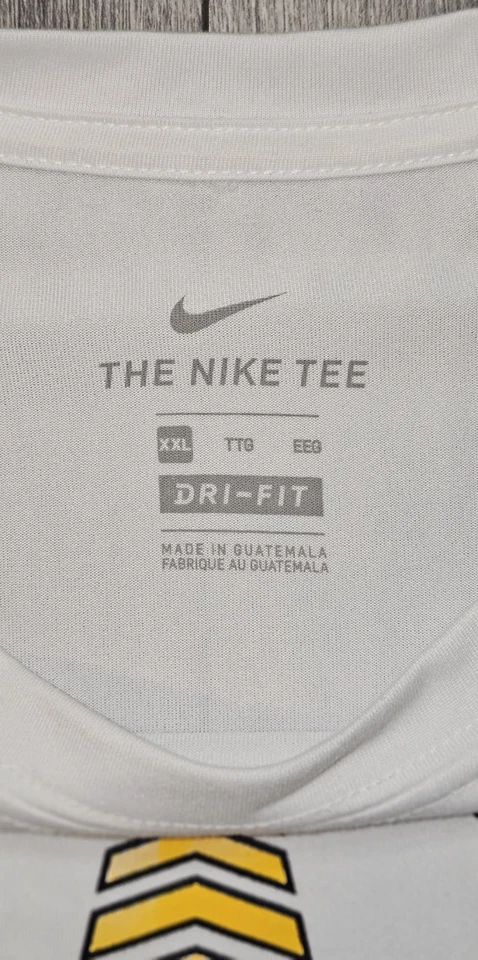 THE NIKE TEE
XXL TTG EEG
DRI-FIT
MADE IN GUATEMALA
FABRIQUE AU GUATEMALA